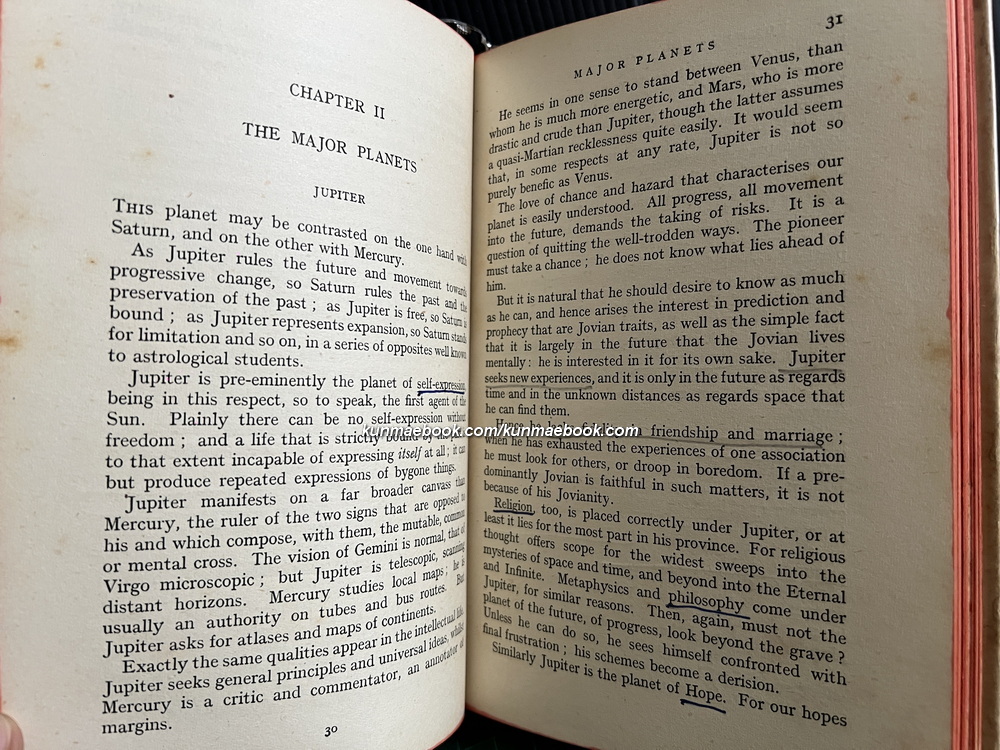 CHAPTER II
THE MAJOR PLANETS
JUPITER
THIS planet may be contrasted on the one hand with
Saturn, and on the other with Mercury.
As Jupiter rules the future and movement towards
progressive change, so Saturn rules the past and the
preservation of the past ; as Jupiter is free, so Saturn is
bound ; as Jupiter represents expansion, so Saturn stands
for limitation and so on, in a series of opposites well known
to astrological students.
Jupiter is pre-eminently the planet of self-expression,
being in this respect, so to speak, the first agent of the
Sun. Plainly there can be no self-expression without
freedom ; and a life that is strictly bound by
to that extent incapable of expressing itself at all ; it can
but produce repeated expressions of bygone things.
Jupiter manifests on a far broader canvass than
Mercury, the ruler of the two signs that are opposed to
his and which compose, with them, the mutable, common
or mental cross. The vision of Gemini is normal, that of
Virgo microscopic ; but Jupiter is telescopic, scanning
distant horizons. Mercury studies local maps ; he is
usually an authority on tubes and bus routes. But
Jupiter asks for atlases and maps of continents.
Exactly the same qualities appear in the intellectual life.
Jupiter seeks general principles and universal ideas, whilst
Mercury is a critic and commentator, an annotator of
margins.
30
31
MAJOR PLANETS
He seems in one sense to stand between Venus, than
whom he is much more energetic, and Mars, who is more
drastic and crude than Jupiter, though the latter assumes
a quasi-Martian recklessness quite easily. It would seem
that, in some respects at any rate, Jupiter is not so
purely benefic as Venus.
The love of chance and hazard that characterises our
planet is easily understood. All progress, all movement
into the future, demands the taking of risks. It is a
question of quitting the well-trodden ways. The pioneer
must take a chance ; he does not know what lies ahead of
him.
But it is natural that he should desire to know as much
as he can, and hence arises the interest in prediction and
prophecy that are Jovian traits, as well as the simple fact
that it is largely in the future that the Jovian lives
mentally : he is interested in it for its own sake. Jupiter
seeks new experiences, and it is only in the future as regards
time and in the unknown distances as regards space that
he can find them.
Hence in friendship and marriage ;
when he has exhausted the experiences of one association
he must look for others, or droop in boredom. If a pre-
dominantly Jovian is faithful in such matters, it is not
because of his Jovianity.
Religion, too, is placed correctly under Jupiter, or at
least it lies for the most part in his province. For religious
thought offers scope for the widest sweeps into the
mysteries of space and time, and beyond into the Eternal
and Infinite. Metaphysics and philosophy come under
Jupiter, for similar reasons. Then, again, must not the
planet of the future, of progress, look beyond the grave ?
Unless he can do so, he sees himself confronted with
final frustration ; his schemes become a derision.
Similarly Jupiter is the planet of Hope. For our hopes
kunmaebook.com/kunmaebook.com